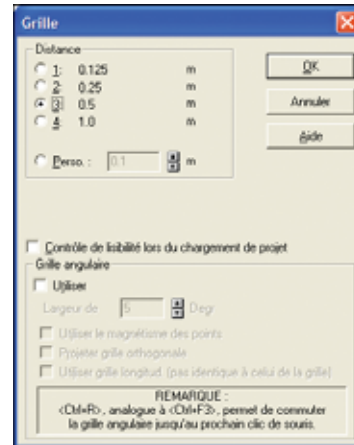 Grille
Distance
1: 0.125 m
2: 0.25 m
3: 0.5 m
4: 1.0 m
Perso. : 0.1 m
OK
Annuler
Aide
Contrôle de lisibilité lors du chargement de projet
Grille angulaire
Utiliser
Largeur de 5 Degr
Utiliser le magnétisme des points
Projeter grille orthogonale
Utiliser grille longitud (pas identique à celui de la grille)
REMARQUE :
<Ctrl+R>, analogue à <Ctrl+F3>, permet de commuter
la grille angulaire jusqu'au prochain clic de souris.